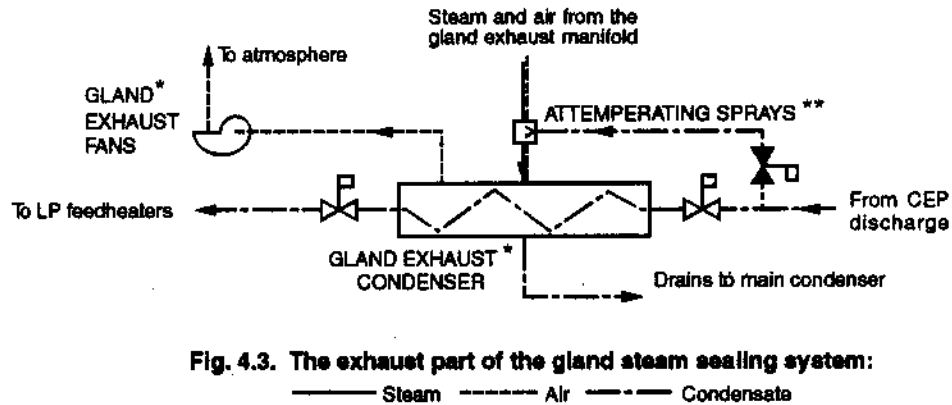 Steam and air from the
gland exhaust manifold
To atmosphere
GLAND*
EXHAUST
FANS
ATTEMPERATING SPRAYS **
To LP feedheaters
From CEP
discharge
GLAND EXHAUST *
CONDENSER
Drains to main condenser
Fig. 4.3. The exhaust part of the gland steam sealing system:
Steam Air Condensate